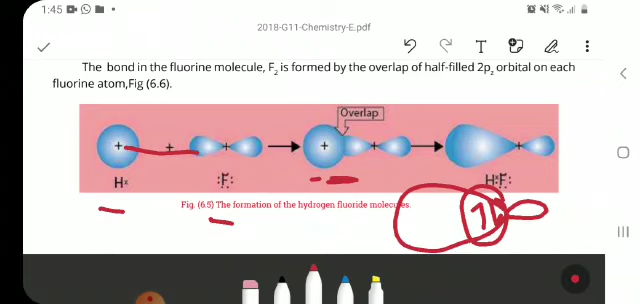 1:45
2018-G11-Chemistry-E.pdf
T
The bond in the fluorine molecule, F₂ is formed by the overlap of half-filled 2pz orbital on each
fluorine atom,Fig (6.6).
Overlap
+ + + + + +
H× :F: H×F:
Fig. (6.5) The formation of the hydrogen fluoride molecules.